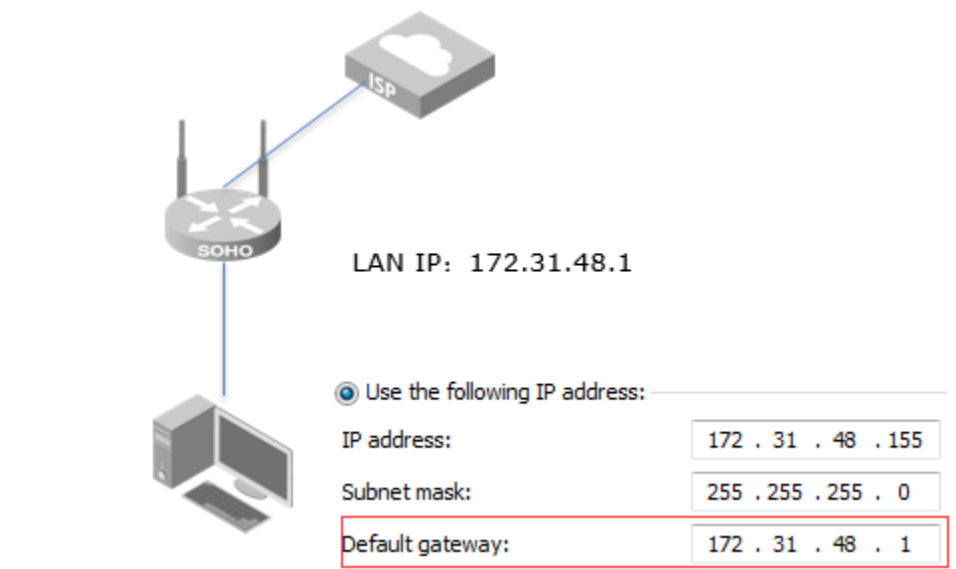 ISP
SOHO
LAN IP: 172.31.48.1
Use the following IP address:
IP address: 172 . 31 . 48 . 155
Subnet mask: 255 . 255 . 255 . 0
Default gateway: 172 . 31 . 48 . 1